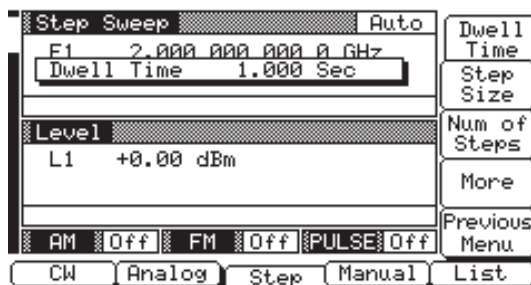 Step Sweep Auto
F1 2.000 000 000 0 GHz
Dwell Time 1.000 Sec
Level
L1 +0.00 dBm
AM Off FM Off PULSE Off
CW Analog Step Manual List
Dwell
Time
Step
Size
Num of
Steps
More
Previous
Menu